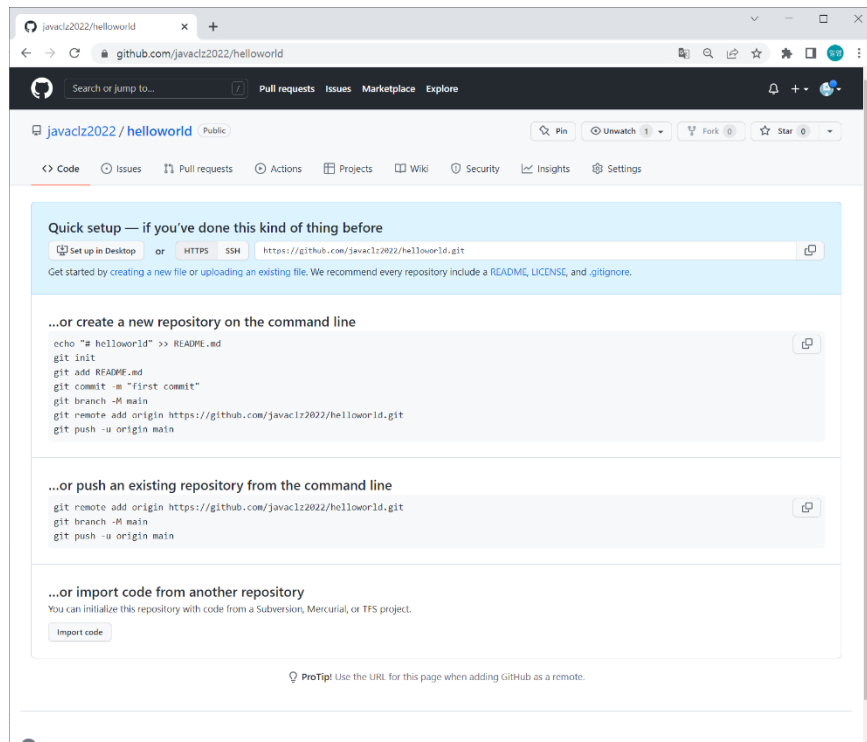 javaclz2022/helloworld
github.com/javaclz2022/helloworld
Search or jump to... / Pull requests Issues Marketplace Explore
javaclz2022 / helloworld Public Pin Unwatch 1 Fork 0 Star 0
<> Code Issues Pull requests Actions Projects Wiki Security Insights Settings
Quick setup — if you've done this kind of thing before
Set up in Desktop or HTTPS SSH https://github.com/javaclz2022/helloworld.git
Get started by creating a new file or uploading an existing file. We recommend every repository include a README, LICENSE, and .gitignore.
...or create a new repository on the command line
echo "# helloworld" >> README.md
git init
git add README.md
git commit -m "first commit"
git branch -M main
git remote add origin https://github.com/javaclz2022/helloworld.git
git push -u origin main
...or push an existing repository from the command line
git remote add origin https://github.com/javaclz2022/helloworld.git
git branch -M main
git push -u origin main
...or import code from another repository
You can initialize this repository with code from a Subversion, Mercurial, or TFS project.
Import code
ProTip! Use the URL for this page when adding GitHub as a remote.